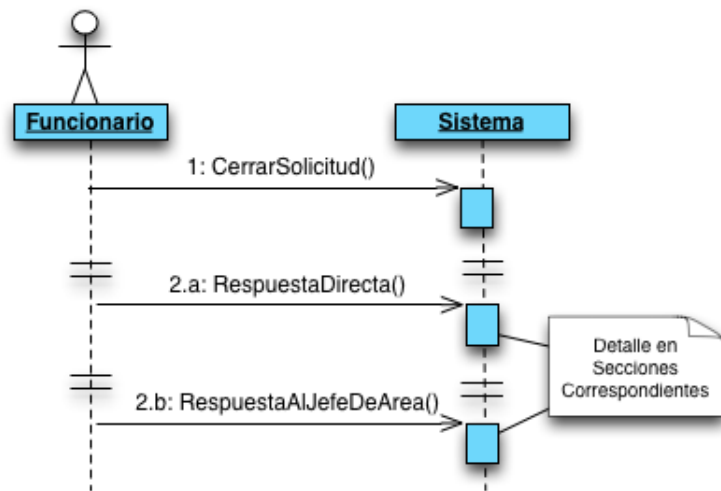 Funcionario
Sistema
1: CerrarSolicitud()
2.a: RespuestaDirecta()
Detalle en
Secciones
Correspondientes
2.b: RespuestaAlJefeDeArea()